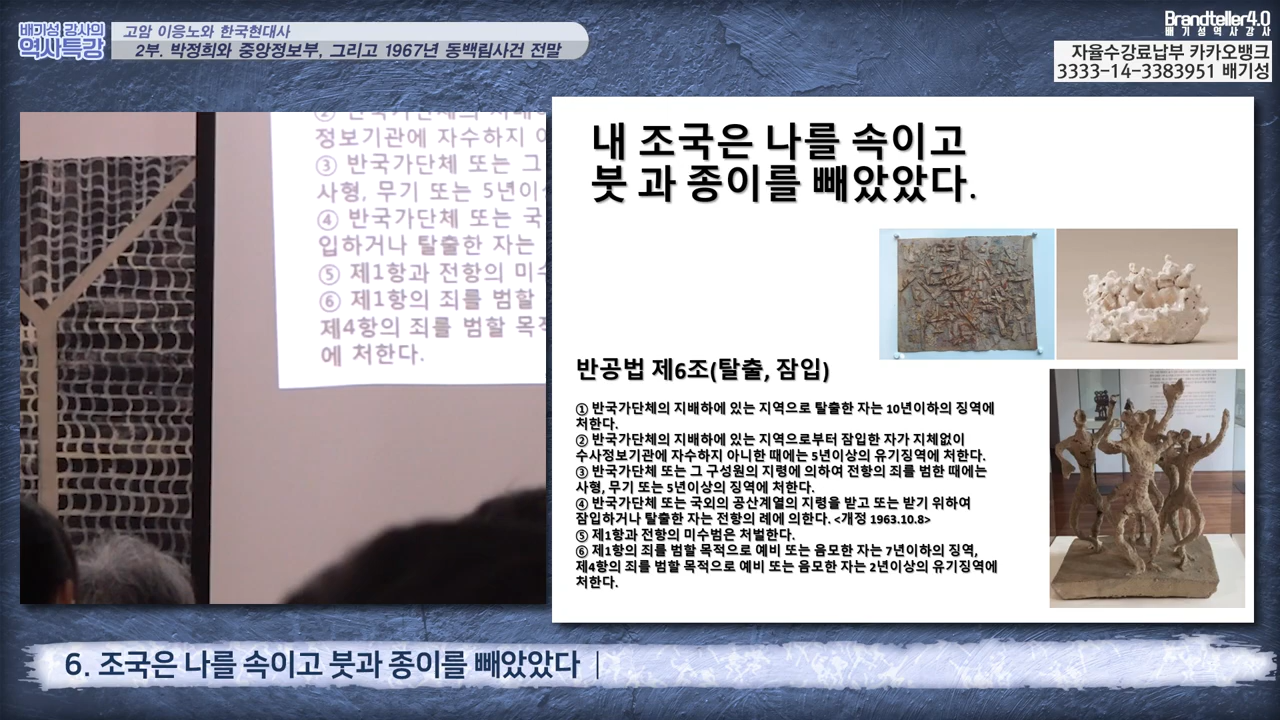 배기성 강사의
역사특강
고암 이응노와 한국현대사
2부. 박정희와 중앙정보부, 그리고 1967년 동백림사건 전말
Brandteller4.0
배기성역사강사
자율수강료납부 카카오뱅크
3333-14-3383951 배기성
정보기관에 자수하지
③ 반국가단체 또는 그
사형, 무기 또는 5년이
④ 반국가단체 또는 국
입하거나 탈출한 자는
⑤ 제1항과 전항의 미수
⑥ 제1항의 죄를 범할
제4항의 죄를 범할 목적
에 처한다.
내 조국은 나를 속이고
붓 과 종이를 빼았았다.
반공법 제6조(탈출, 잠입)
① 반국가단체의 지배하에 있는 지역으로 탈출한 자는 10년이하의 징역에
처한다.
② 반국가단체의 지배하에 있는 지역으로부터 잠입한 자가 지체없이
수사정보기관에 자수하지 아니한 때에는 5년이상의 유기징역에 처한다.
③ 반국가단체 또는 그 구성원의 지령에 의하여 전항의 죄를 범한 때에는
사형, 무기 또는 5년이상의 징역에 처한다.
④ 반국가단체 또는 국외의 공산계열의 지령을 받고 또는 받기 위하여
잠입하거나 탈출한 자는 전항의 례에 의한다. <개정 1963.10.8>
⑤ 제1항과 전항의 미수범은 처벌한다.
⑥ 제1항의 죄를 범할 목적으로 예비 또는 음모한 자는 7년이하의 징역,
제4항의 죄를 범할 목적으로 예비 또는 음모한 자는 2년이상의 유기징역에
처한다.
6. 조국은 나를 속이고 붓과 종이를 빼았았다